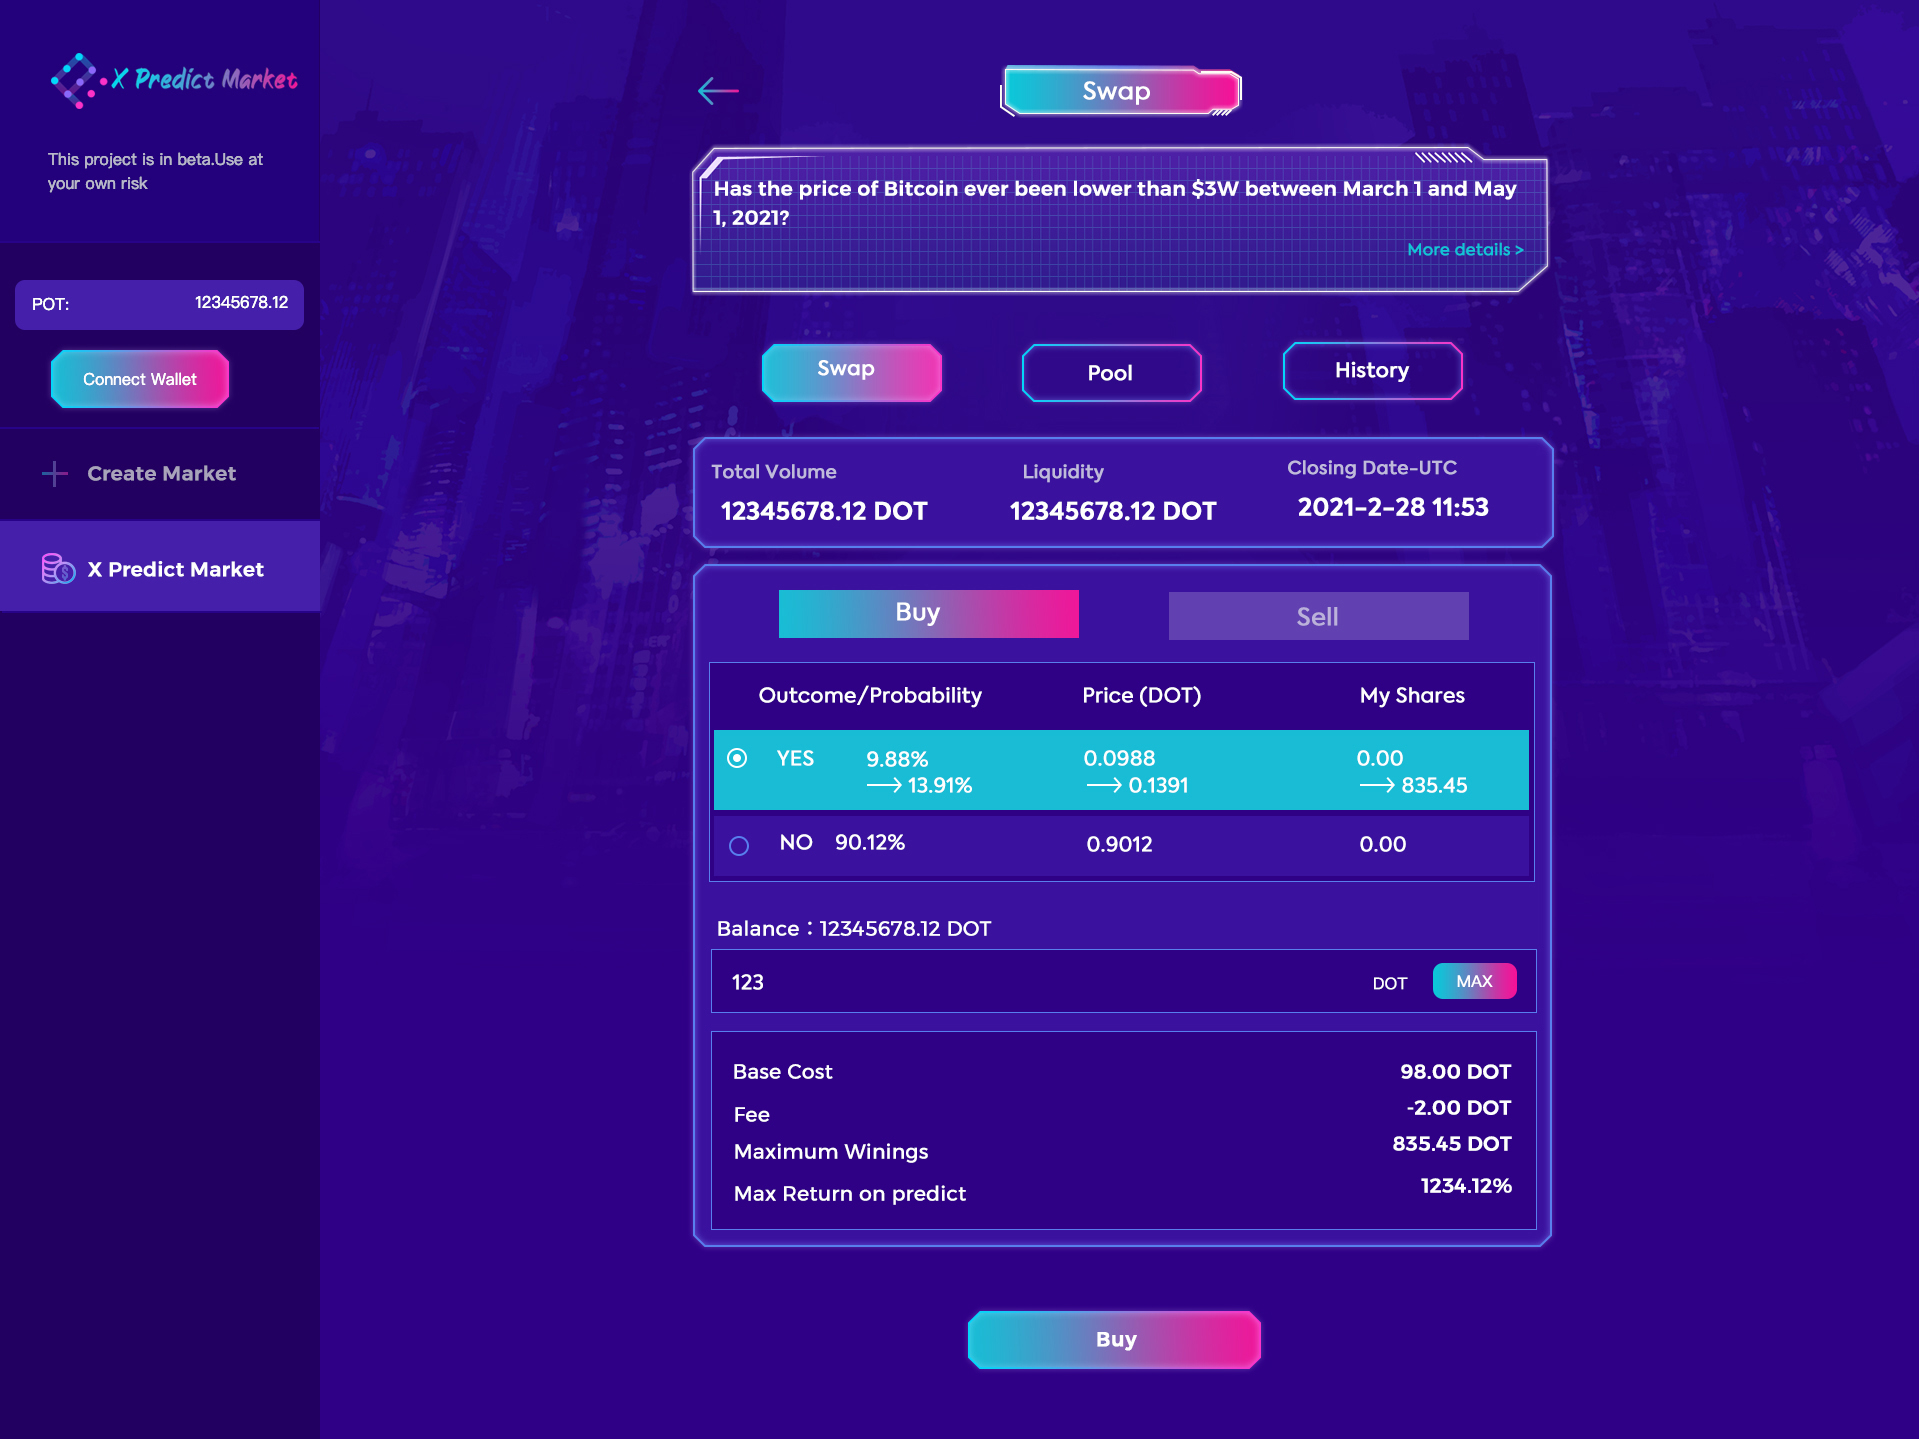 X Predict Market
This project is in beta.Use at
your own risk
POT: 12345678.12
Connect Wallet
Create Market
X Predict Market
Swap
Has the price of Bitcoin ever been lower than $3W between March 1 and May
1, 2021?
More details >
Swap Pool History
Total Volume Liquidity Closing Date-UTC
12345678.12 DOT 12345678.12 DOT 2021-2-28 11:53
Buy Sell
Outcome/Probability Price (DOT) My Shares
YES 9.88% 0.0988 0.00
→ 13.91% → 0.1391 → 835.45
NO 90.12% 0.9012 0.00
Balance：12345678.12 DOT
123 DOT MAX
Base Cost 98.00 DOT
Fee -2.00 DOT
Maximum Winings 835.45 DOT
Max Return on predict 1234.12%
Buy